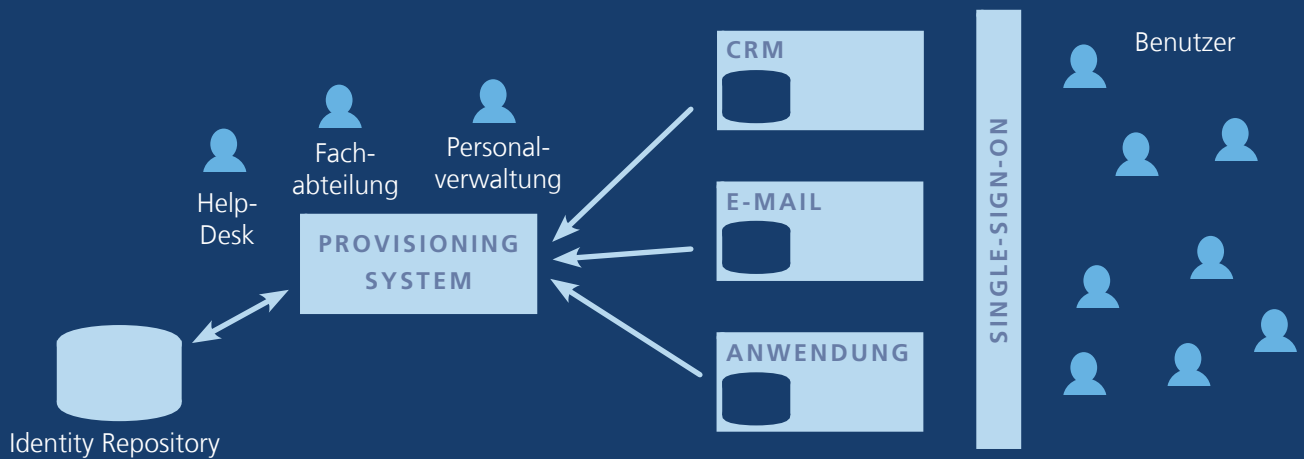 Help-
Desk
Fach-
abteilung
Personal-
verwaltung
PROVISIONING
SYSTEM
Identity Repository
CRM
E-MAIL
ANWENDUNG
SINGLE-SIGN-ON
Benutzer